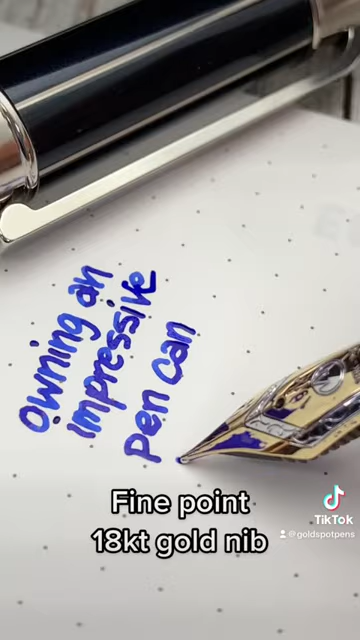 owning an
impressive
pen can
Fine point
18kt gold nib
TikTok
@goldspotpens